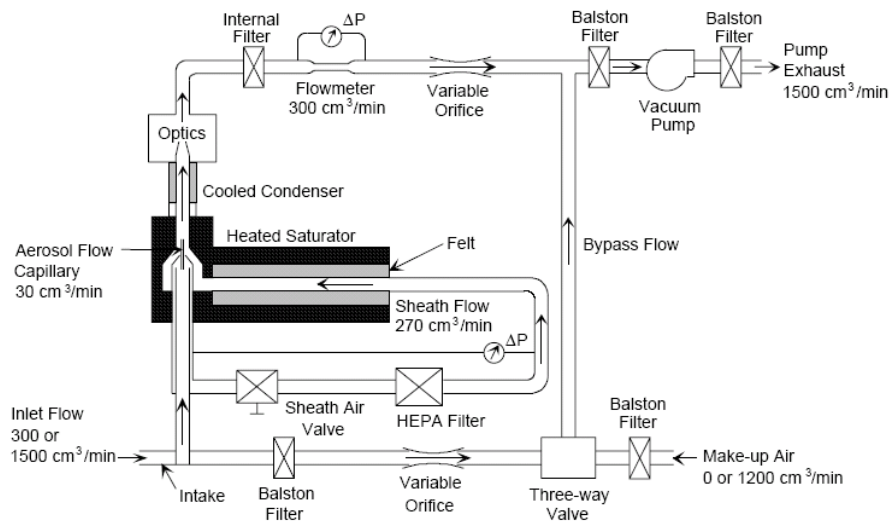 Internal
Filter
ΔP
Flowmeter
300 cm³/min
Variable
Orifice
Balston
Filter
Vacuum
Pump
Balston
Filter
Pump
Exhaust
1500 cm³/min
Optics
Cooled Condenser
Heated Saturator
Felt
Bypass Flow
Aerosol Flow
Capillary
30 cm³/min
Sheath Flow
270 cm³/min
ΔP
Sheath Air
Valve
HEPA Filter
Inlet Flow
300 or
1500 cm³/min
Intake
Balston
Filter
Variable
Orifice
Three-way
Valve
Balston
Filter
Make-up Air
0 or 1200 cm³/min